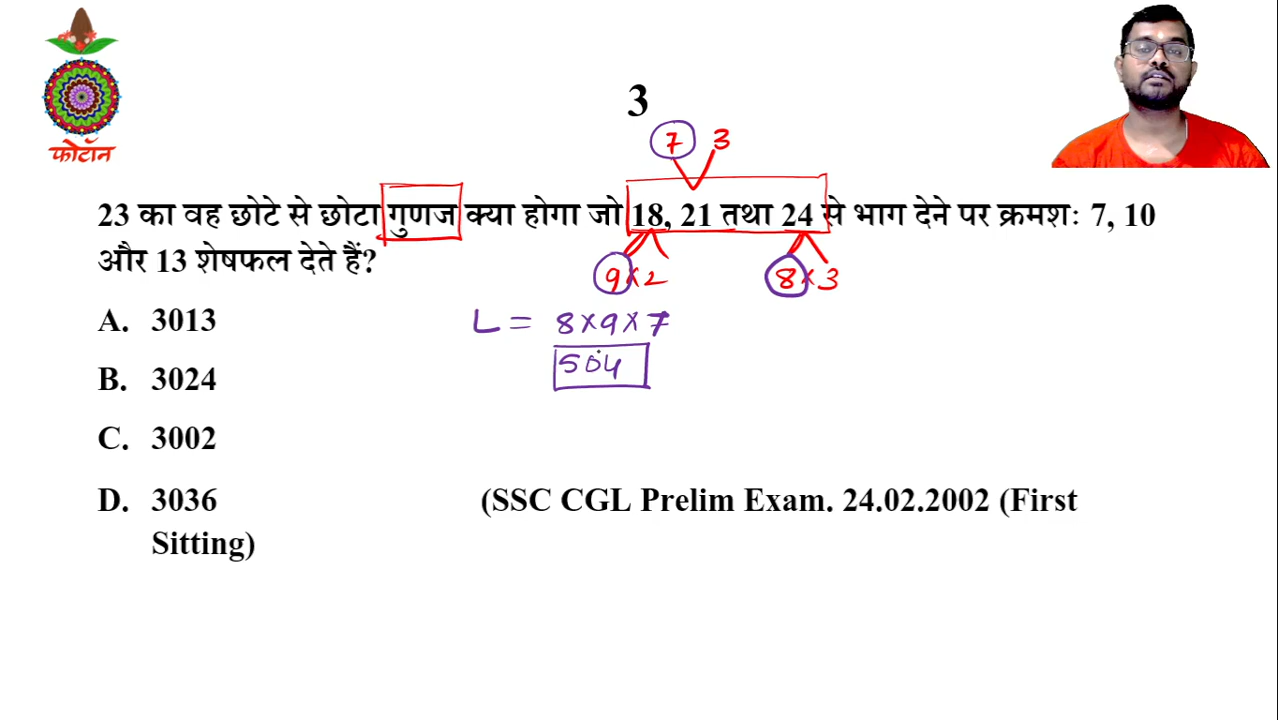 3
7 3
फोटॉन
23 का वह छोटे से छोटा गुणज क्या होगा जो 18, 21 तथा 24 से भाग देने पर क्रमशः 7, 10
और 13 शेषफल देते हैं?
9 × 2 8 × 3
A. 3013
L = 8 × 9 × 7
504
B. 3024
C. 3002
D. 3036 (SSC CGL Prelim Exam. 24.02.2002 (First
Sitting)